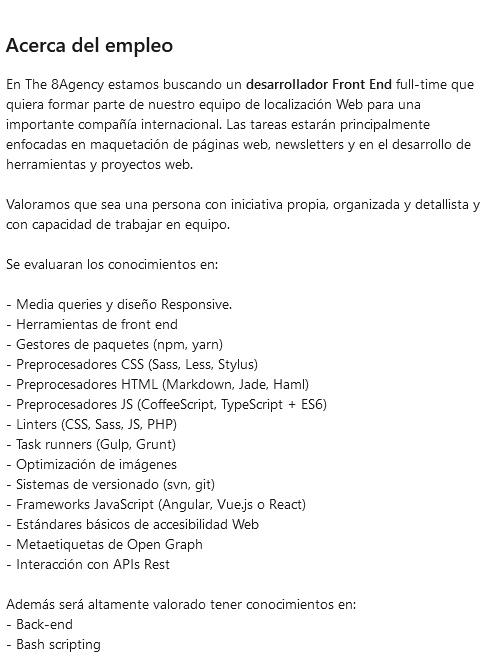 Acerca del empleo
En The 8Agency estamos buscando un desarrollador Front End full-time que
quiera formar parte de nuestro equipo de localización Web para una
importante compañía internacional. Las tareas estarán principalmente
enfocadas en maquetación de páginas web, newsletters y en el desarrollo de
herramientas y proyectos web.
Valoramos que sea una persona con iniciativa propia, organizada y detallista y
con capacidad de trabajar en equipo.
Se evaluaran los conocimientos en:
- Media queries y diseño Responsive.
- Herramientas de front end
- Gestores de paquetes (npm, yarn)
- Preprocesadores CSS (Sass, Less, Stylus)
- Preprocesadores HTML (Markdown, Jade, Haml)
- Preprocesadores JS (CoffeeScript, TypeScript + ES6)
- Linters (CSS, Sass, JS, PHP)
- Task runners (Gulp, Grunt)
- Optimización de imágenes
- Sistemas de versionado (svn, git)
- Frameworks JavaScript (Angular, Vue.js o React)
- Estándares básicos de accesibilidad Web
- Metaetiquetas de Open Graph
- Interacción con APIs Rest
Además será altamente valorado tener conocimientos en:
- Back-end
- Bash scripting